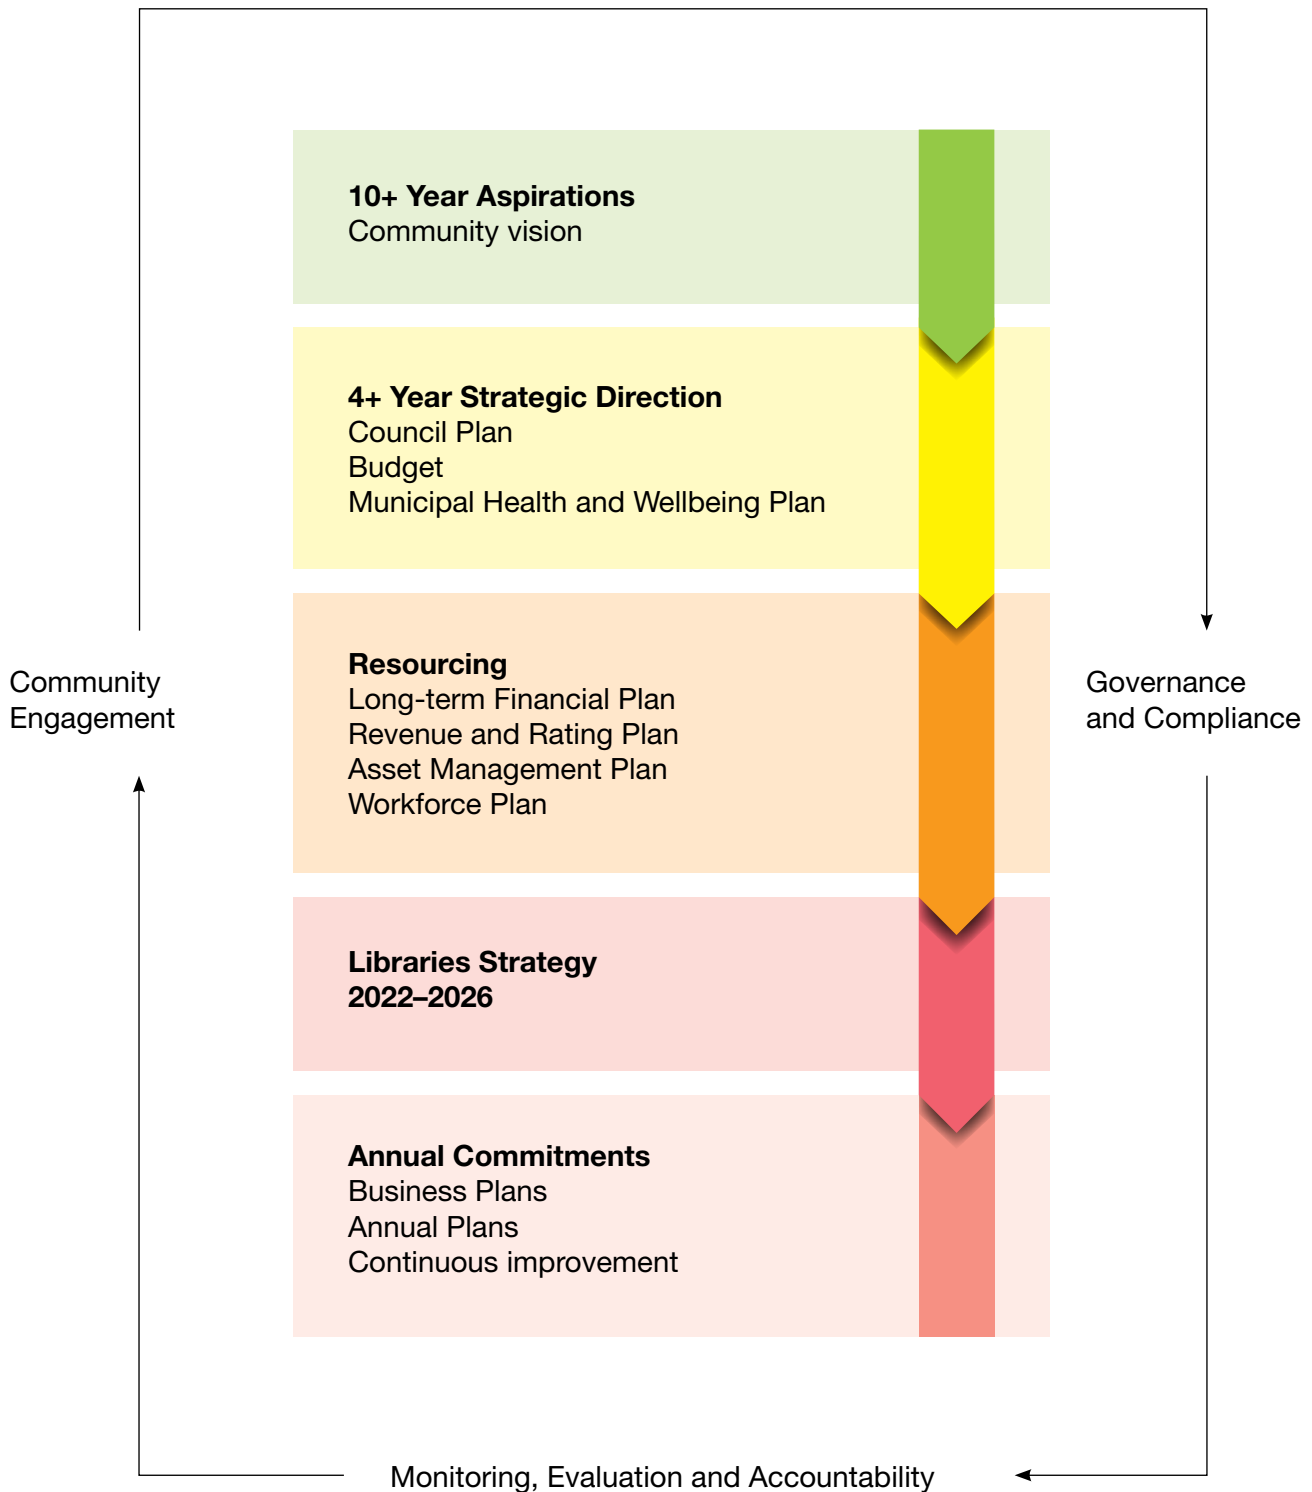 10+ Year Aspirations
Community vision
4+ Year Strategic Direction
Council Plan
Budget
Municipal Health and Wellbeing Plan
Resourcing
Long-term Financial Plan
Revenue and Rating Plan
Asset Management Plan
Workforce Plan
Community
Engagement
Governance
and Compliance
Libraries Strategy
2022–2026
Annual Commitments
Business Plans
Annual Plans
Continuous improvement
Monitoring, Evaluation and Accountability